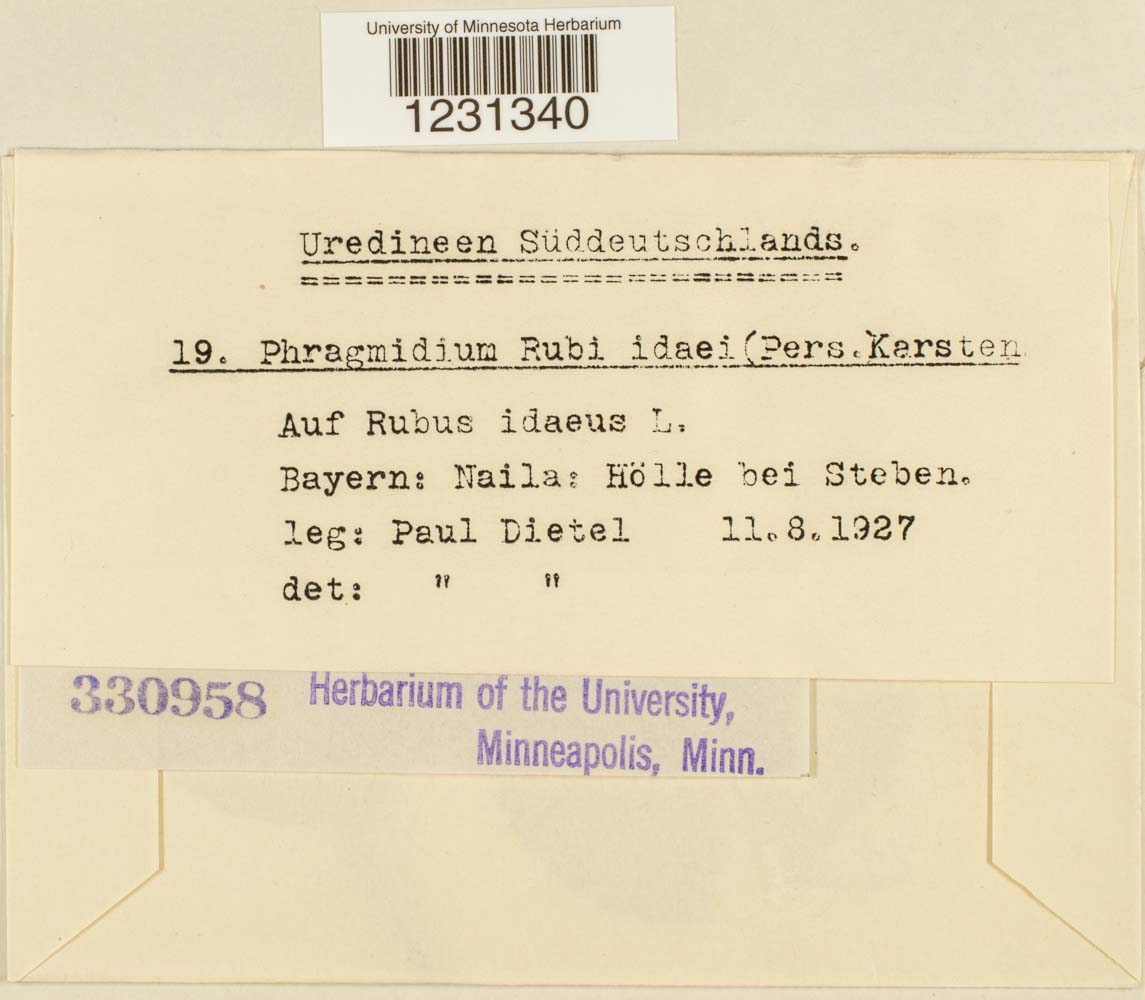 University of Minnesota Herbarium
1231340
Uredineen Süddeutschlands.
=========================
19. Phragmidium Rubi idaei(Pers.)Karsten
Auf Rubus idaeus L.
Bayern: Naila: Hölle bei Steben.
leg: Paul Dietel 11.8.1927
det: " "
330958 Herbarium of the University,
Minneapolis, Minn.